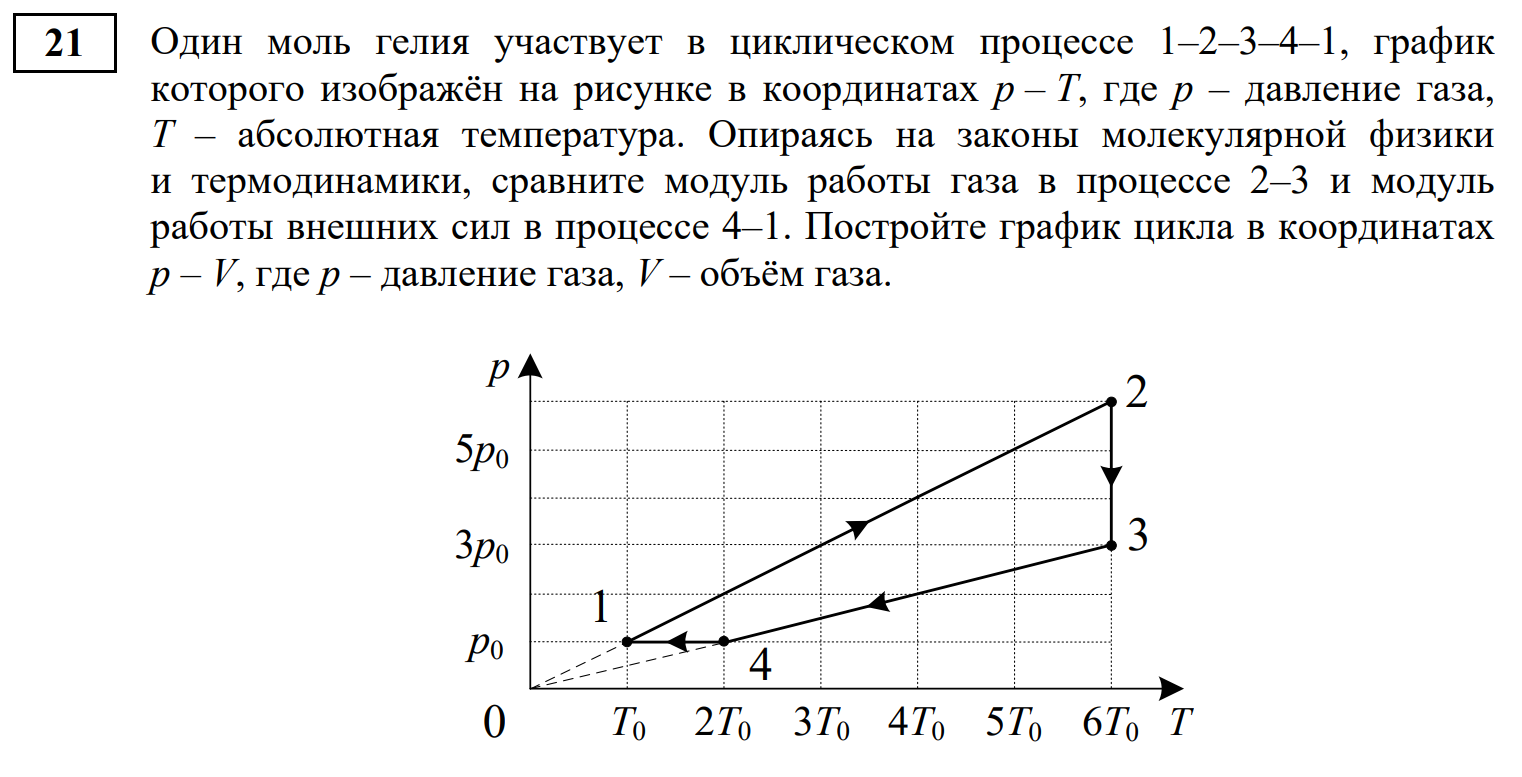 21
Один моль гелия участвует в циклическом процессе 1–2–3–4–1, график
которого изображён на рисунке в координатах p – T, где p – давление газа,
T – абсолютная температура. Опираясь на законы молекулярной физики
и термодинамики, сравните модуль работы газа в процессе 2–3 и модуль
работы внешних сил в процессе 4–1. Постройте график цикла в координатах
p – V, где p – давление газа, V – объём газа.
p
2
5p₀
3p₀
3
1
p₀
4
0 T₀ 2T₀ 3T₀ 4T₀ 5T₀ 6T₀ T